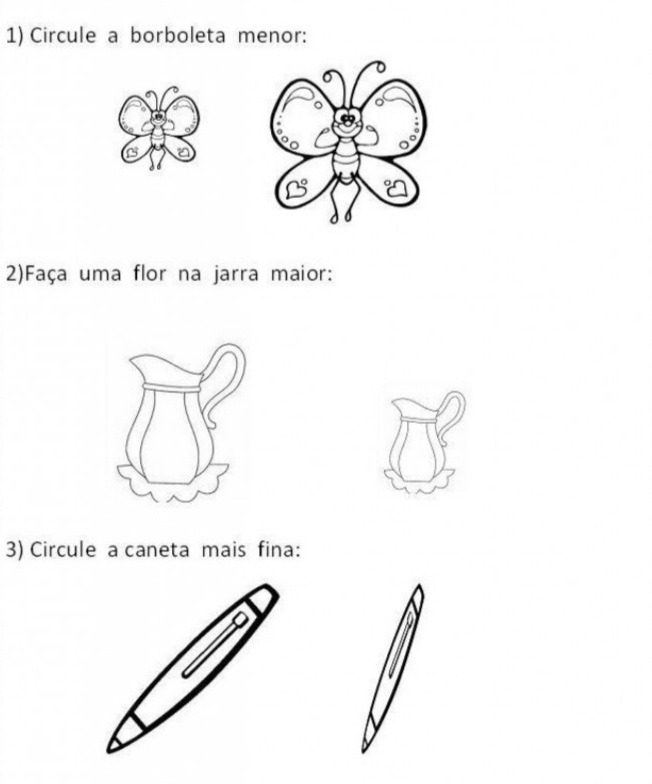 1) Circule a borboleta menor:
2)Faça uma flor na jarra maior:
3) Circule a caneta mais fina: